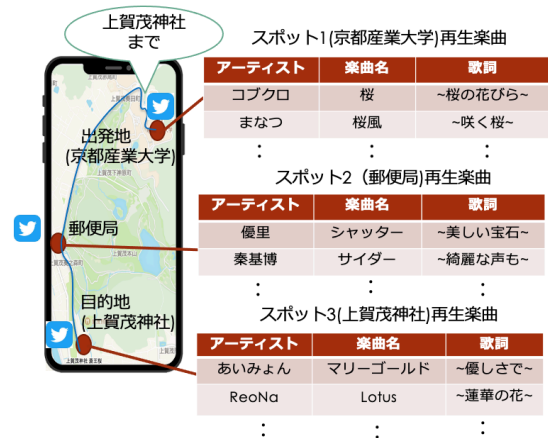 上賀茂神社
まで
出発地
(京都産業大学)
郵便局
目的地
(上賀茂神社)
スポット1(京都産業大学)再生楽曲
アーティスト 楽曲名 歌詞
コブクロ 桜 ~桜の花びら~
まなつ 桜風 ~咲く桜~
: : :
スポット2（郵便局)再生楽曲
アーティスト 楽曲名 歌詞
優里 シャッター ~美しい宝石~
秦基博 サイダー ~綺麗な声も~
: : :
スポット3(上賀茂神社)再生楽曲
アーティスト 楽曲名 歌詞
あいみょん マリーゴールド ~優しさで~
ReoNa Lotus ~蓮華の花~
: : :